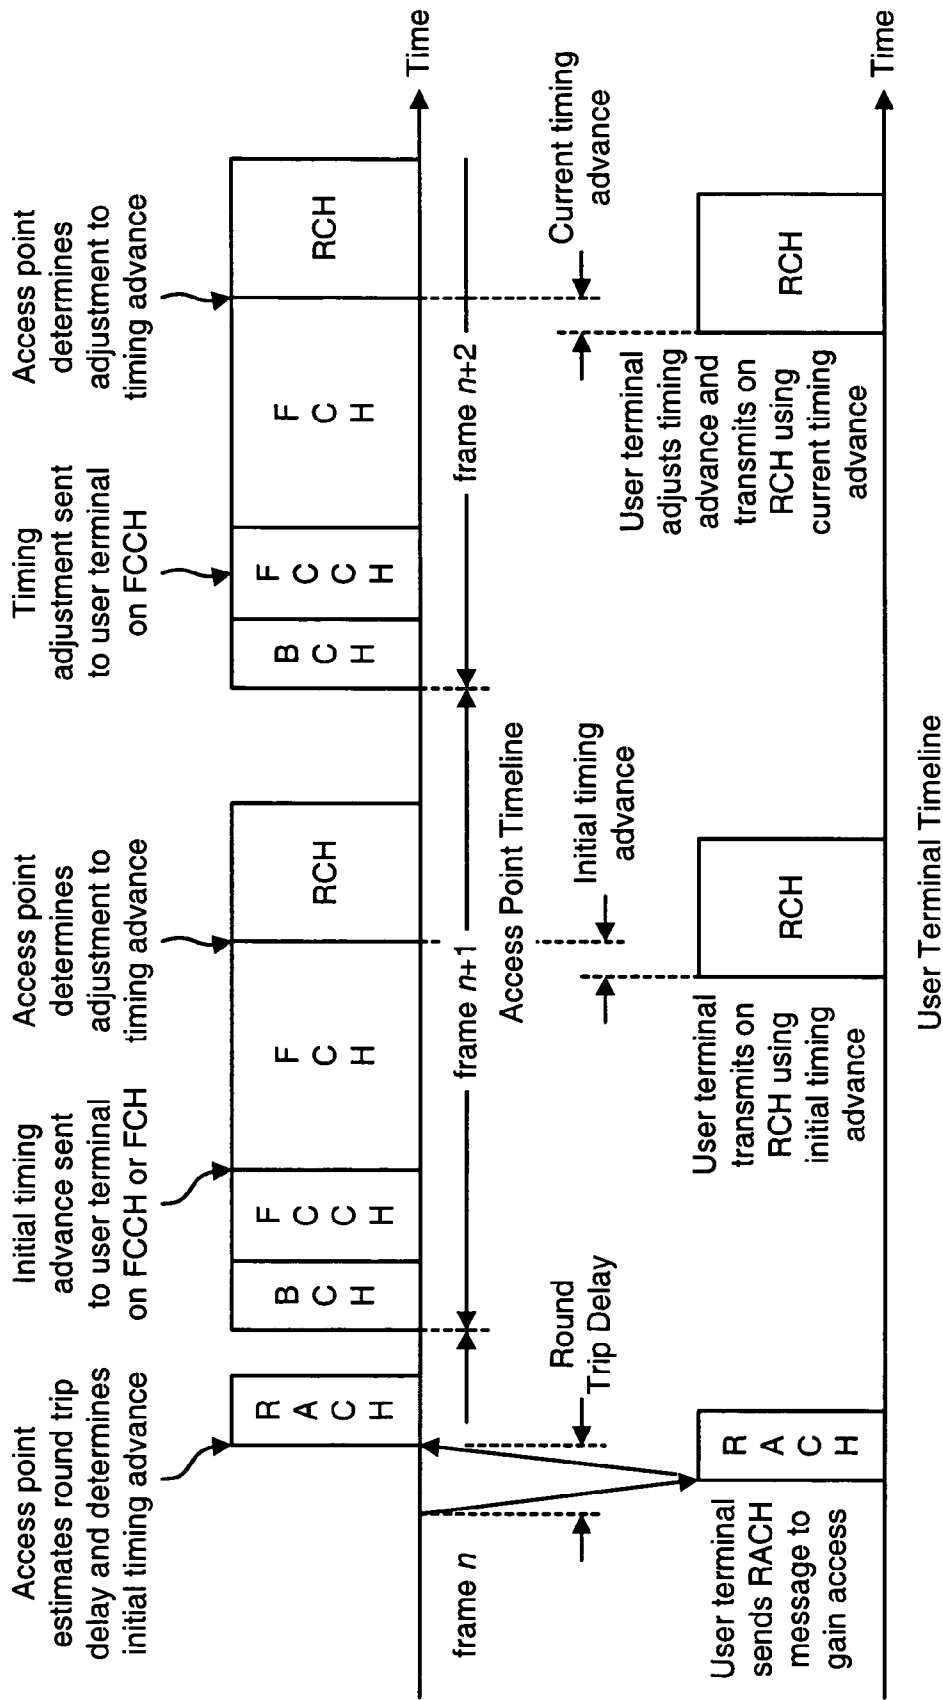 Access point
estimates round trip
delay and determines
initial timing advance
Initial timing
advance sent
to user terminal
on FCCH or FCH
Access point
determines
adjustment to
timing advance
Timing
adjustment sent
to user terminal
on FCCH
Access point
determines
adjustment to
timing advance
R
A
C
H
B
C
H
F
C
C
H
F
C
H
RCH
B
C
H
F
C
C
H
F
C
H
RCH
Time
frame n
frame n+1
frame n+2
Access Point Timeline
Round
Trip Delay
Initial timing
advance
Current timing
advance
User terminal
sends RACH
message to
gain access
R
A
C
H
User terminal
transmits on
RCH using
initial timing
advance
RCH
User terminal
adjusts timing
advance and
transmits on
RCH using
current timing
advance
RCH
Time
User Terminal Timeline